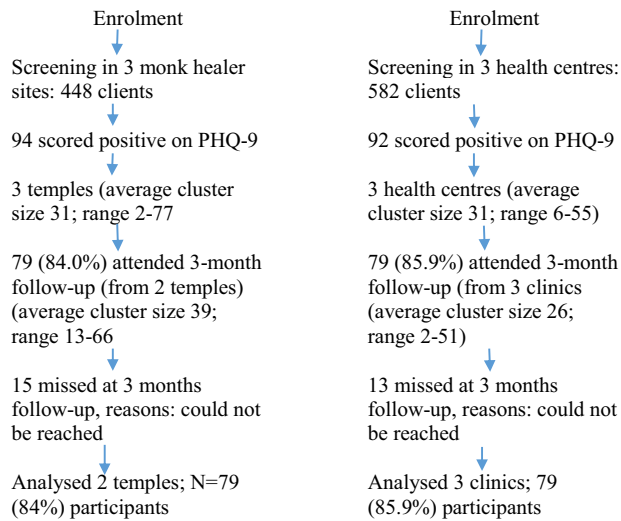 Enrolment
Screening in 3 monk healer
sites: 448 clients
94 scored positive on PHQ-9
3 temples (average cluster
size 31; range 2-77
79 (84.0%) attended 3-month
follow-up (from 2 temples)
(average cluster size 39;
range 13-66
15 missed at 3 months
follow-up, reasons: could not
be reached
Analysed 2 temples; N=79
(84%) participants
Enrolment
Screening in 3 health centres:
582 clients
92 scored positive on PHQ-9
3 health centres (average
cluster size 31; range 6-55)
79 (85.9%) attended 3-month
follow-up (from 3 clinics
(average cluster size 26;
range 2-51)
13 missed at 3 months
follow-up, reasons: could not
be reached
Analysed 3 clinics; 79
(85.9%) participants